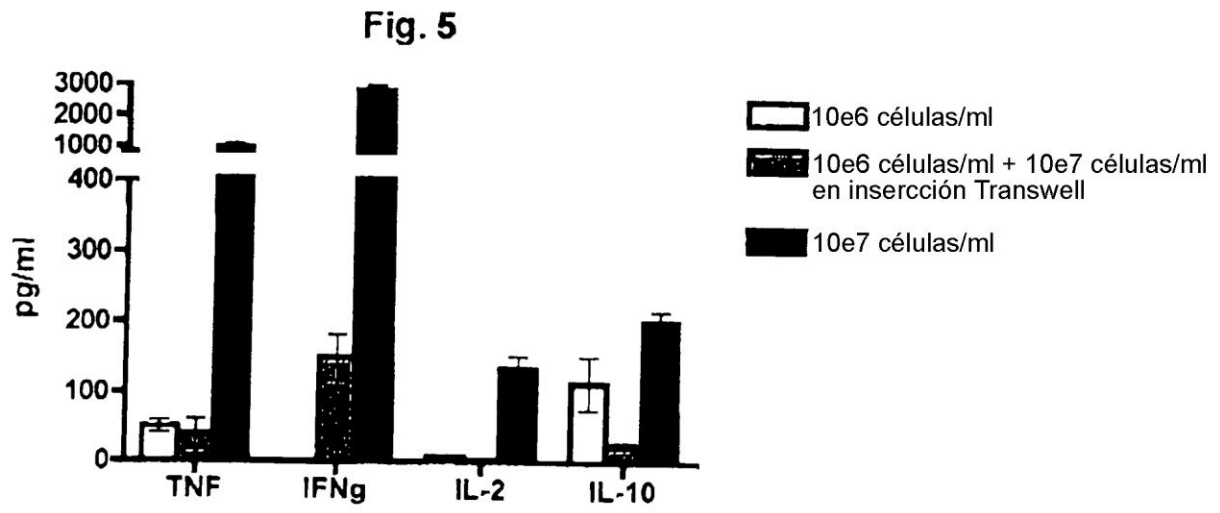 Fig. 5
3000
2000
1000
400
300
200
100
0
pg/ml
TNF
IFNg
IL-2
IL-10
10e6 células/ml
10e6 células/ml + 10e7 células/ml
en insercción Transwell
10e7 células/ml